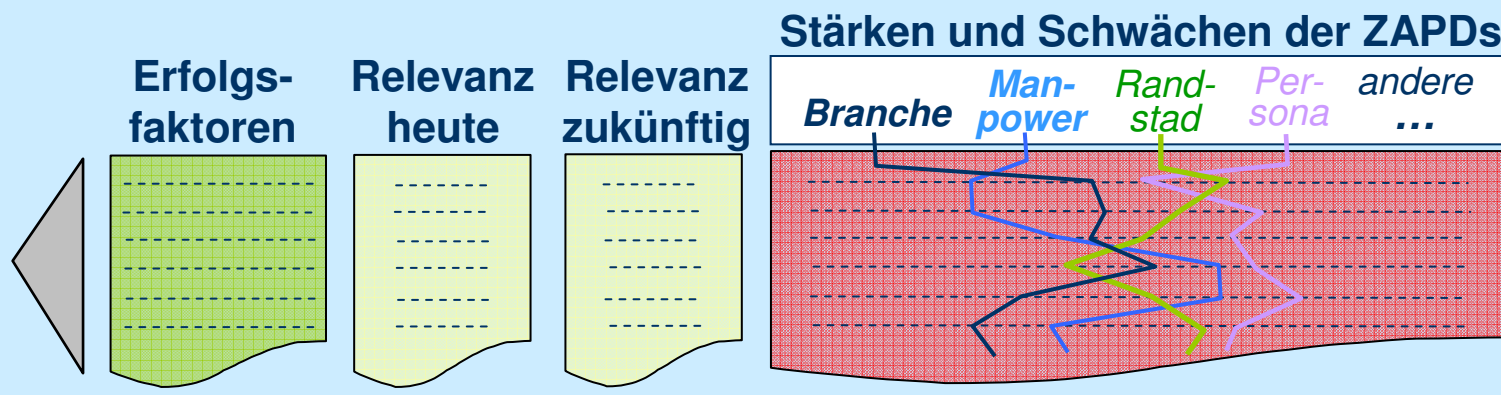 Stärken und Schwächen der ZAPDs
Erfolgs-
faktoren
Relevanz
heute
Relevanz
zukünftig
Branche
Man-
power
Rand-
stad
Per-
sona
andere
...